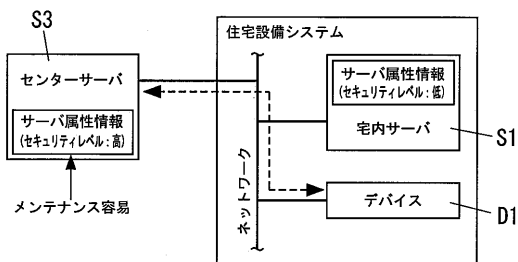 S3
住宅設備システム
センターサーバ
サーバ属性情報
(セキュリティレベル:高)
メンテナンス容易
ネットワーク
サーバ属性情報
(セキュリティレベル:低)
宅内サーバ
S1
デバイス
D1